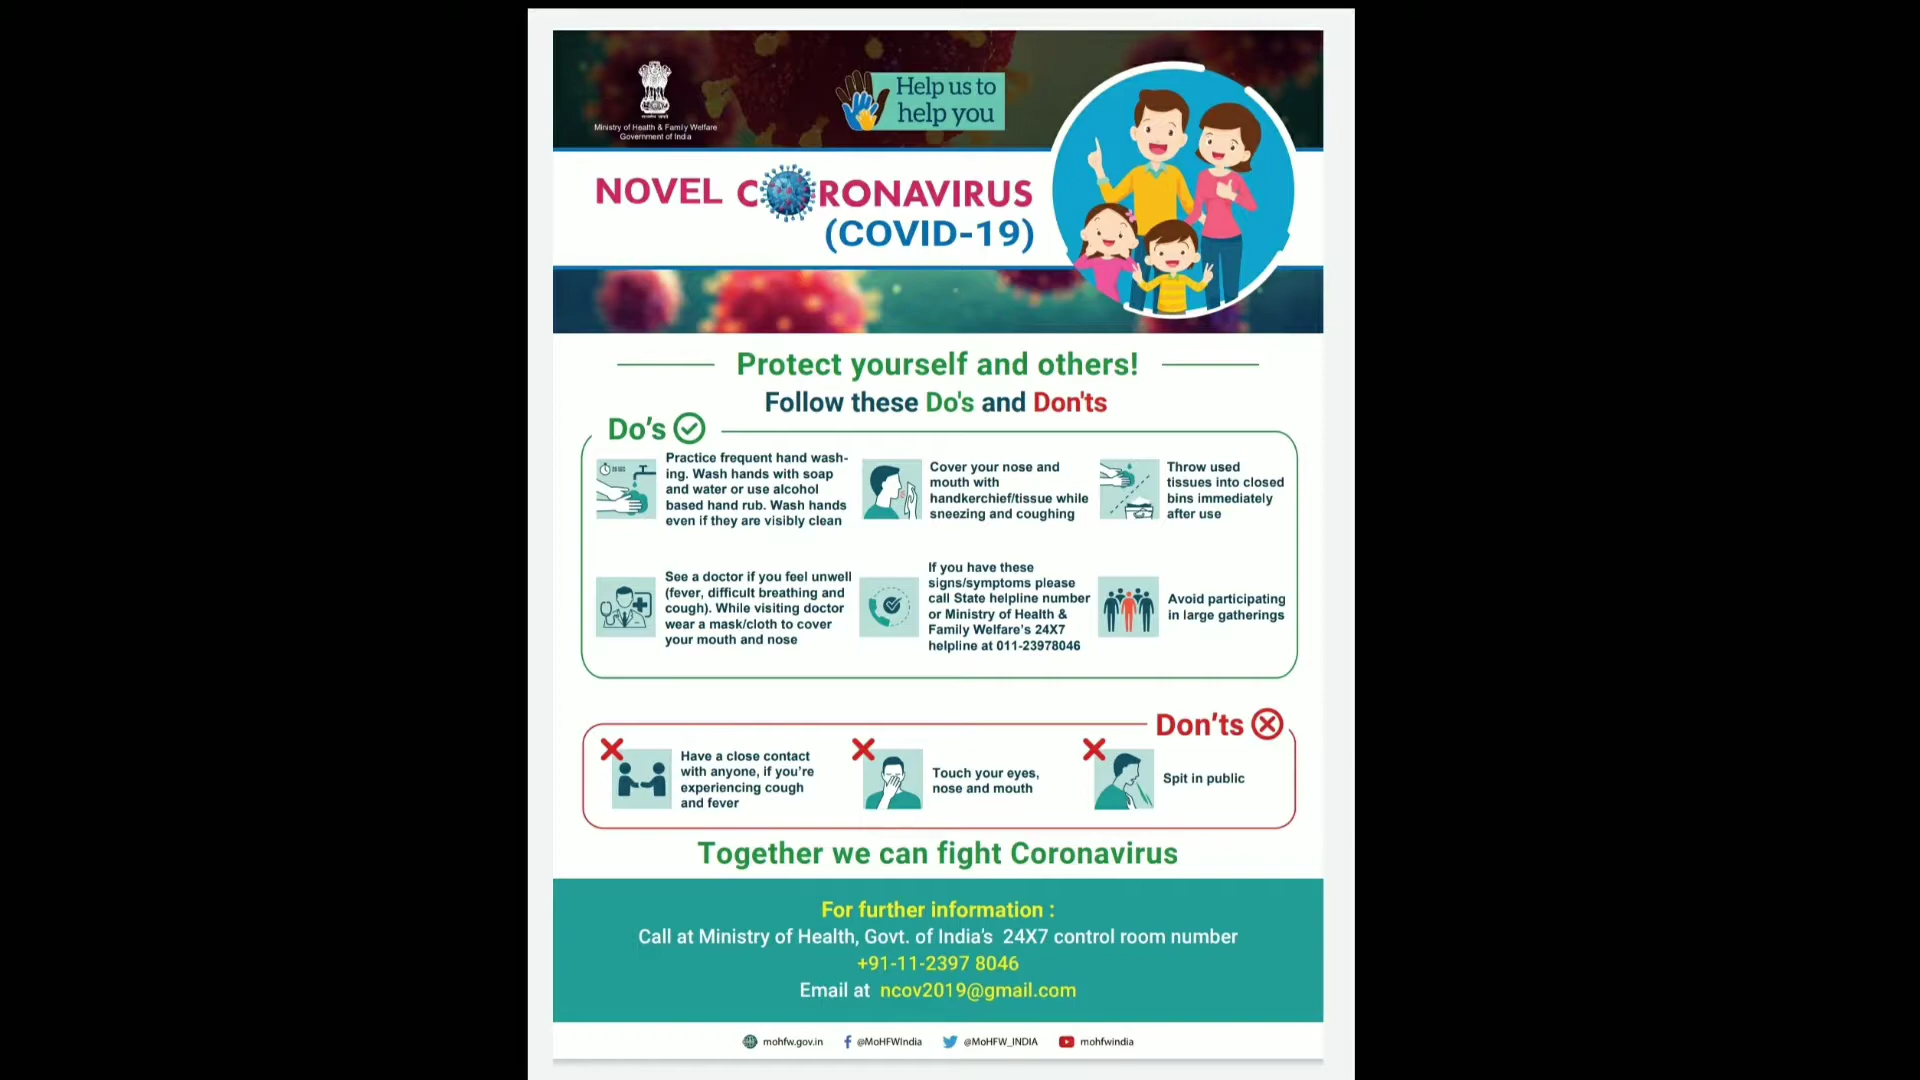 Ministry of Health & Family Welfare
Government of India
Help us to
help you
NOVEL CORONAVIRUS
(COVID-19)
Protect yourself and others!
Follow these Do's and Don'ts
Do's
Practice frequent hand wash-
ing. Wash hands with soap
and water or use alcohol
based hand rub. Wash hands
even if they are visibly clean
Cover your nose and
mouth with
handkerchief/tissue while
sneezing and coughing
Throw used
tissues into closed
bins immediately
after use
See a doctor if you feel unwell
(fever, difficult breathing and
cough). While visiting doctor
wear a mask/cloth to cover
your mouth and nose
If you have these
signs/symptoms please
call State helpline number
or Ministry of Health &
Family Welfare's 24X7
helpline at 011-23978046
Avoid participating
in large gatherings
Don'ts
Have a close contact
with anyone, if you're
experiencing cough
and fever
Touch your eyes,
nose and mouth
Spit in public
Together we can fight Coronavirus
For further information :
Call at Ministry of Health, Govt. of India's 24X7 control room number
+91-11-2397 8046
Email at ncov2019@gmail.com
mohfw.gov.in @MoHFWIndia @MoHFW_INDIA mohfwindia